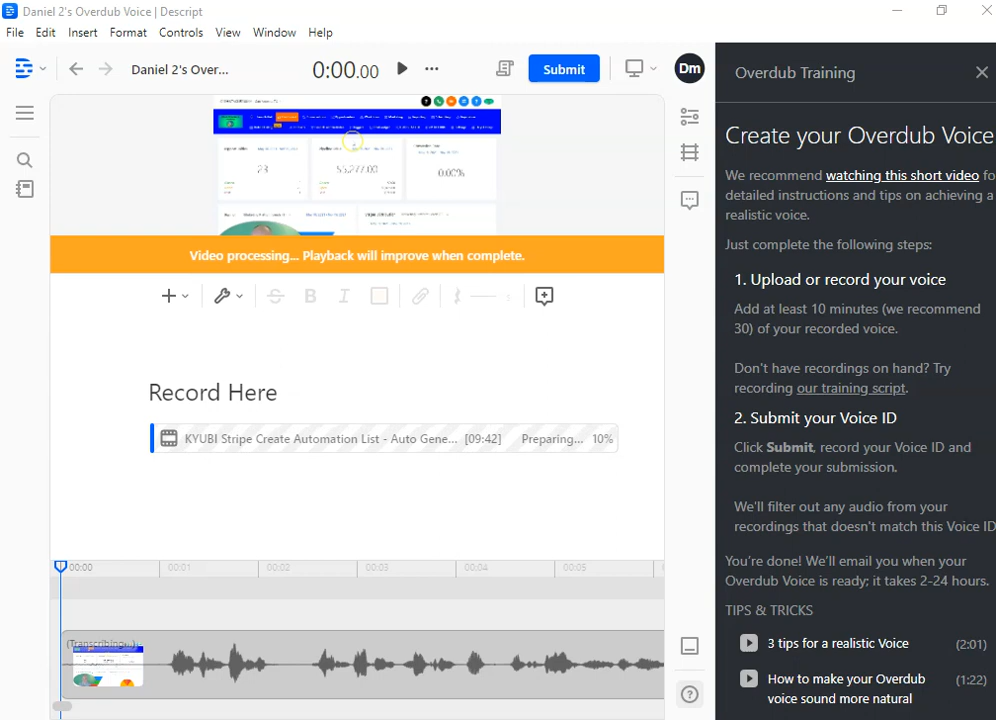 Daniel 2's Overdub Voice | Descript
File Edit Insert Format Controls View Window Help
Daniel 2's Over... 0:00.00 Submit Dm
23 55,277.00 0.00%
Video processing... Playback will improve when complete.
B I
Record Here
KYUBI Stripe Create Automation List - Auto Gene... [09:42] Preparing... 10%
00:00 00:01 00:02 00:03 00:04 00:05
(Transcribing...)
Overdub Training
Create your Overdub Voice
We recommend watching this short video fo
detailed instructions and tips on achieving a
realistic voice.
Just complete the following steps:
1. Upload or record your voice
Add at least 10 minutes (we recommend
30) of your recorded voice.
Don't have recordings on hand? Try
recording our training script.
2. Submit your Voice ID
Click Submit, record your Voice ID and
complete your submission.
We'll filter out any audio from your
recordings that doesn't match this Voice ID
You're done! We'll email you when your
Overdub Voice is ready; it takes 2-24 hours.
TIPS & TRICKS
3 tips for a realistic Voice (2:01)
How to make your Overdub (1:22)
voice sound more natural